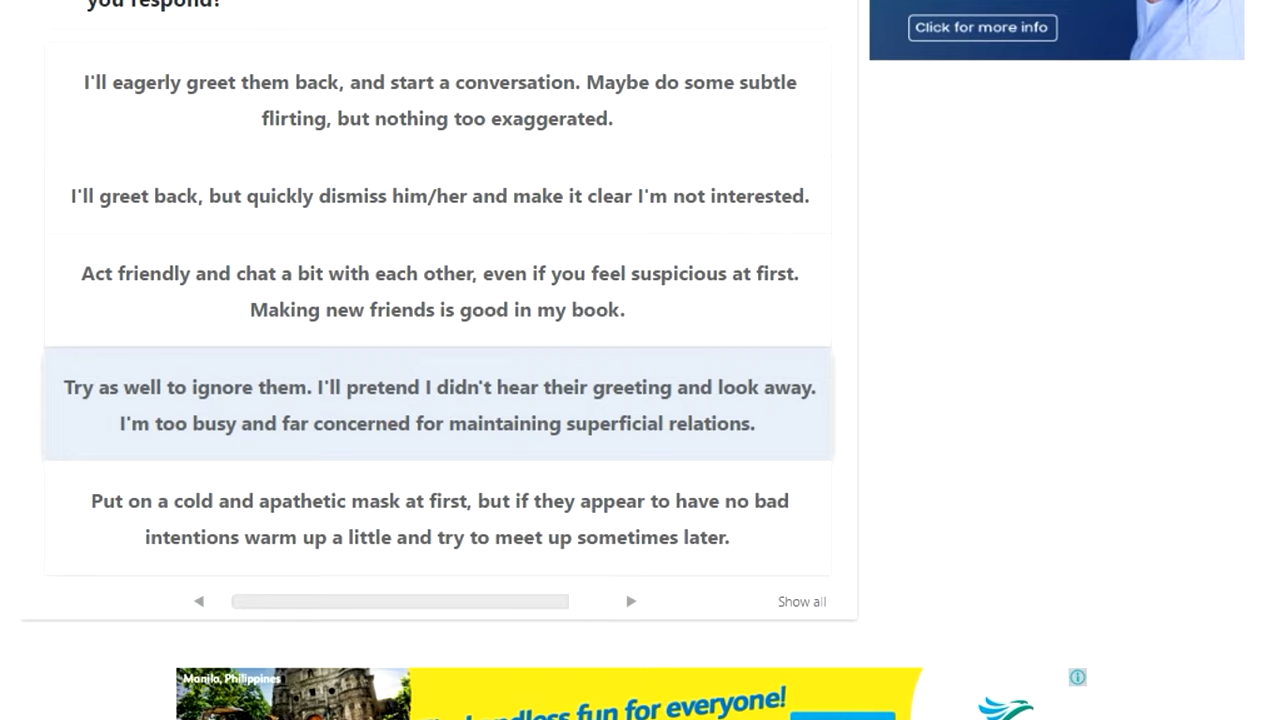 you respond?
Click for more info
I'll eagerly greet them back, and start a conversation. Maybe do some subtle
flirting, but nothing too exaggerated.
I'll greet back, but quickly dismiss him/her and make it clear I'm not interested.
Act friendly and chat a bit with each other, even if you feel suspicious at first.
Making new friends is good in my book.
Try as well to ignore them. I'll pretend I didn't hear their greeting and look away.
I'm too busy and far concerned for maintaining superficial relations.
Put on a cold and apathetic mask at first, but if they appear to have no bad
intentions warm up a little and try to meet up sometimes later.
Show all
Manila, Philippines
fun for everyone!